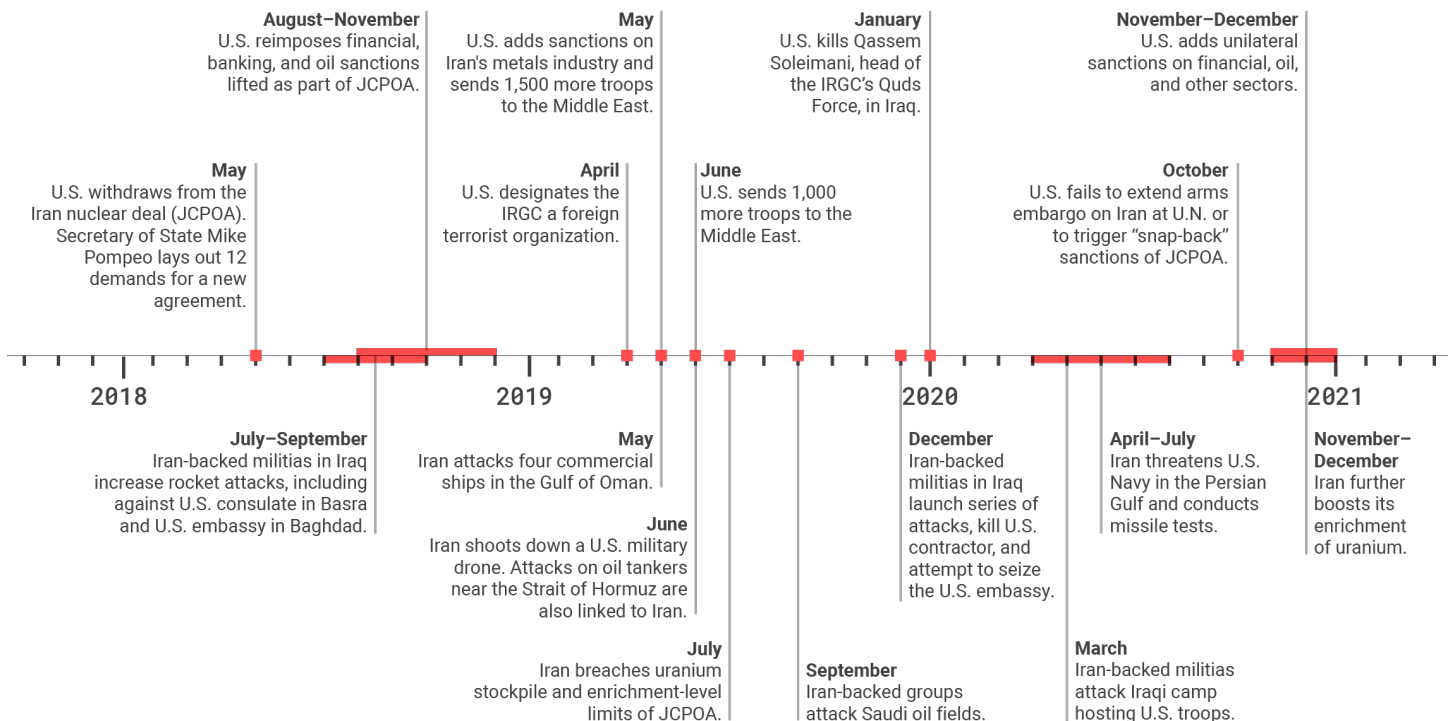 August–November
U.S. reimposes financial,
banking, and oil sanctions
lifted as part of JCPOA.
May
U.S. adds sanctions on
Iran's metals industry and
sends 1,500 more troops
to the Middle East.
January
U.S. kills Qassem
Soleimani, head of
the IRGC’s Quds
Force, in Iraq.
November–December
U.S. adds unilateral
sanctions on financial, oil,
and other sectors.
May
U.S. withdraws from the
Iran nuclear deal (JCPOA).
Secretary of State Mike
Pompeo lays out 12
demands for a new
agreement.
April
U.S. designates the
IRGC a foreign
terrorist organization.
June
U.S. sends 1,000
more troops to the
Middle East.
October
U.S. fails to extend arms
embargo on Iran at U.N. or
to trigger “snap-back”
sanctions of JCPOA.
2018
2019
2020
2021
July–September
Iran-backed militias in Iraq
increase rocket attacks, including
against U.S. consulate in Basra
and U.S. embassy in Baghdad.
May
Iran attacks four commercial
ships in the Gulf of Oman.
June
Iran shoots down a U.S. military
drone. Attacks on oil tankers
near the Strait of Hormuz are
also linked to Iran.
July
Iran breaches uranium
stockpile and enrichment-level
limits of JCPOA.
September
Iran-backed groups
attack Saudi oil fields.
December
Iran-backed
militias in Iraq
launch series of
attacks, kill U.S.
contractor, and
attempt to seize
the U.S. embassy.
March
Iran-backed militias
attack Iraqi camp
hosting U.S. troops.
April–July
Iran threatens U.S.
Navy in the Persian
Gulf and conducts
missile tests.
November–
December
Iran further
boosts its
enrichment
of uranium.